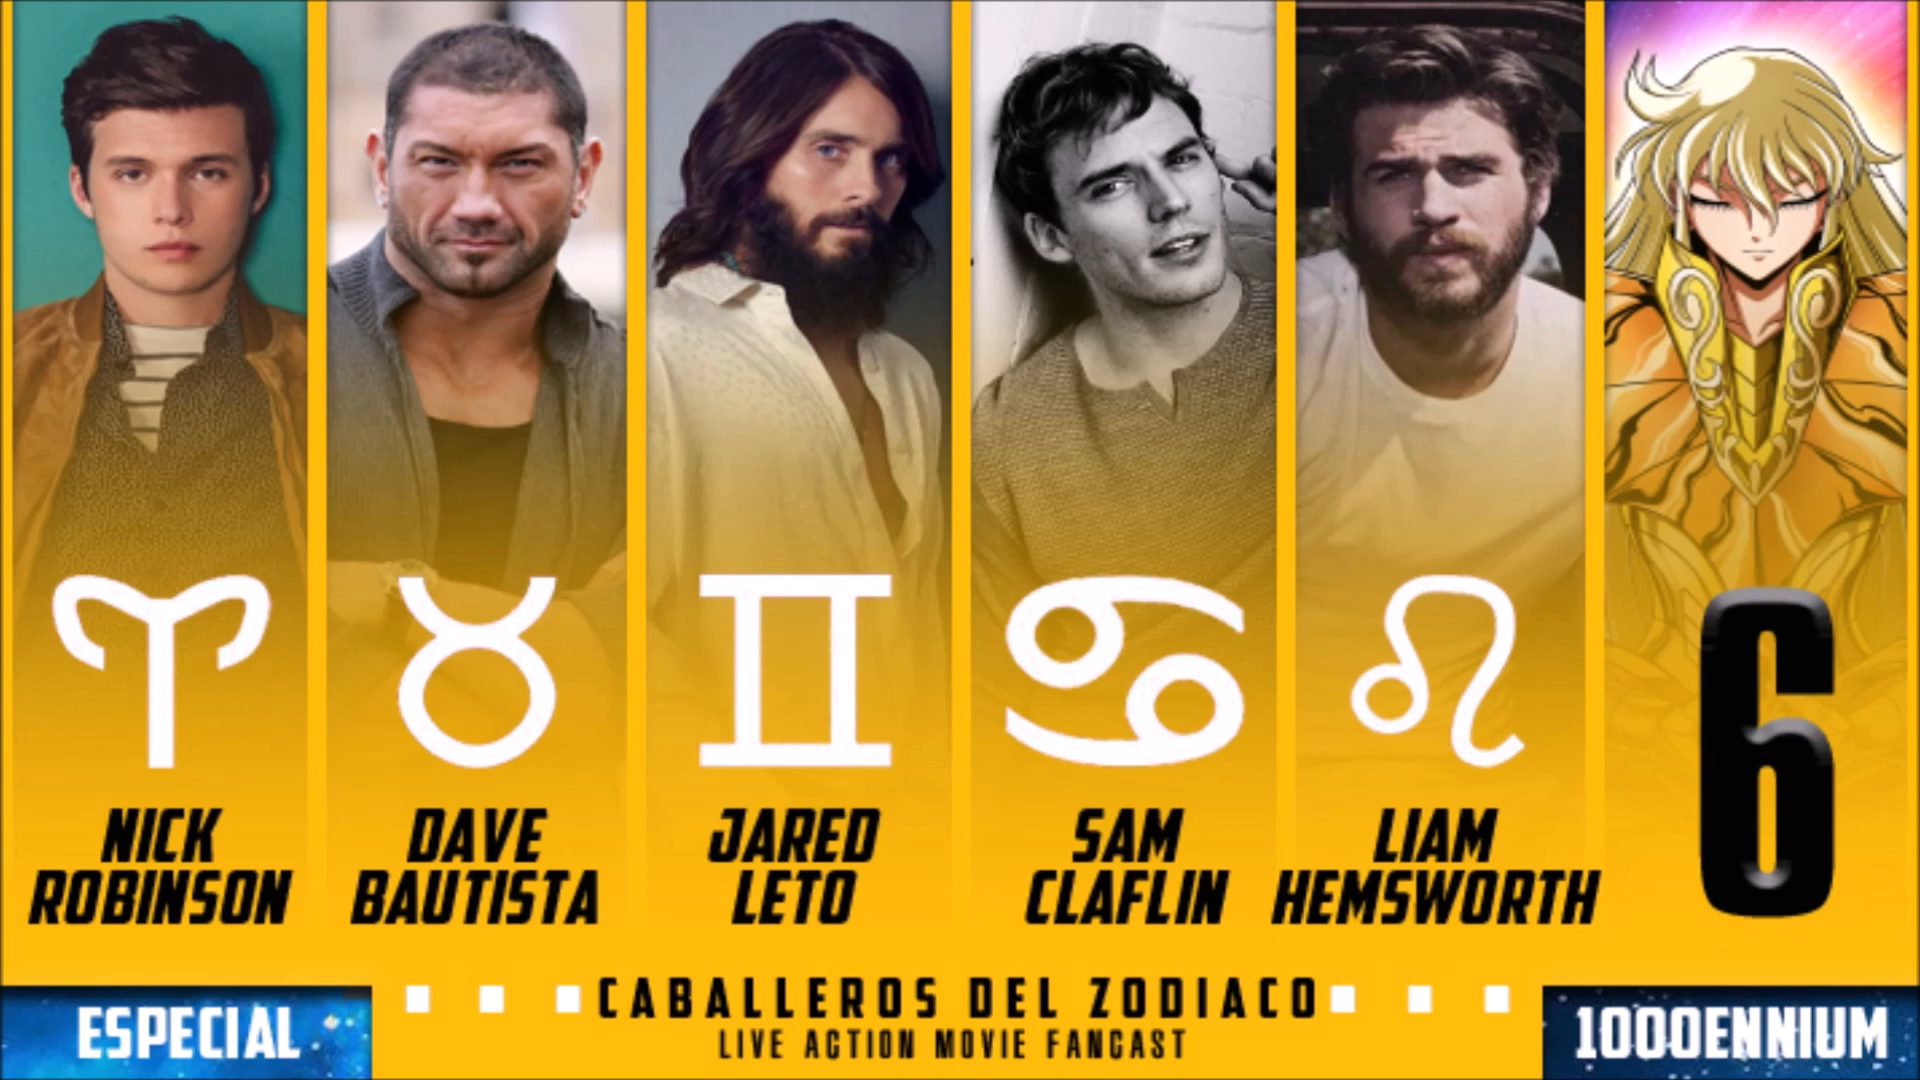 NICK
ROBINSON
DAVE
BAUTISTA
JARED
LETO
SAM
CLAFLIN
LIAM
HEMSWORTH
6
CABALLEROS DEL ZODIACO
LIVE ACTION MOVIE FANCAST
ESPECIAL
1000ENNIUM